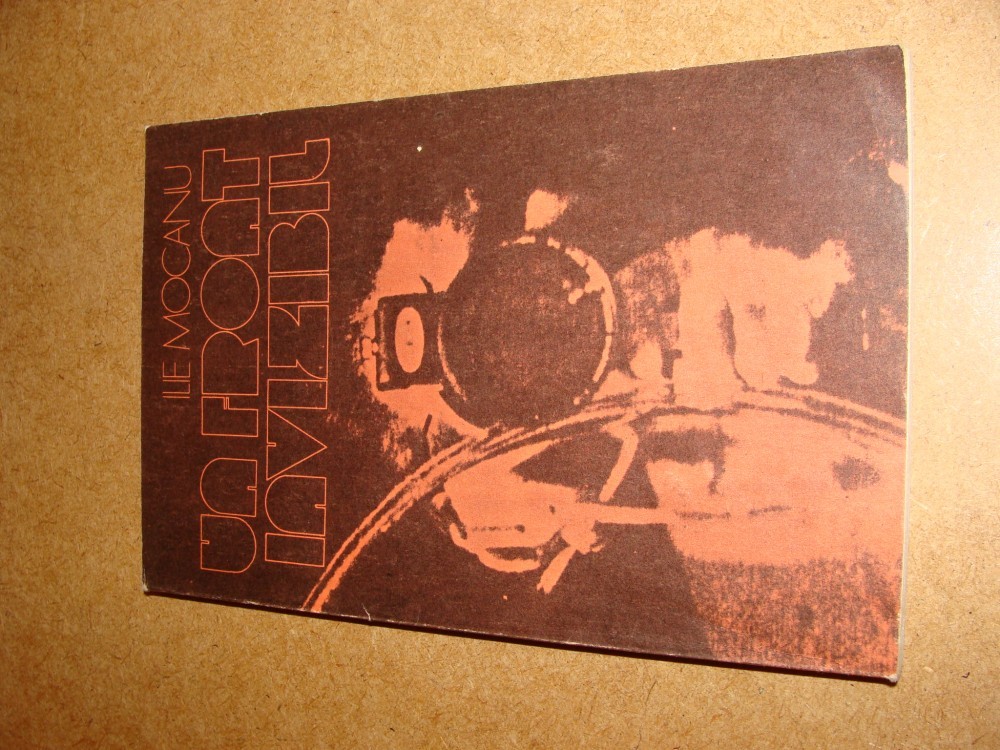 ILIE MOCANU
UN FRONT
INVIZIBIL